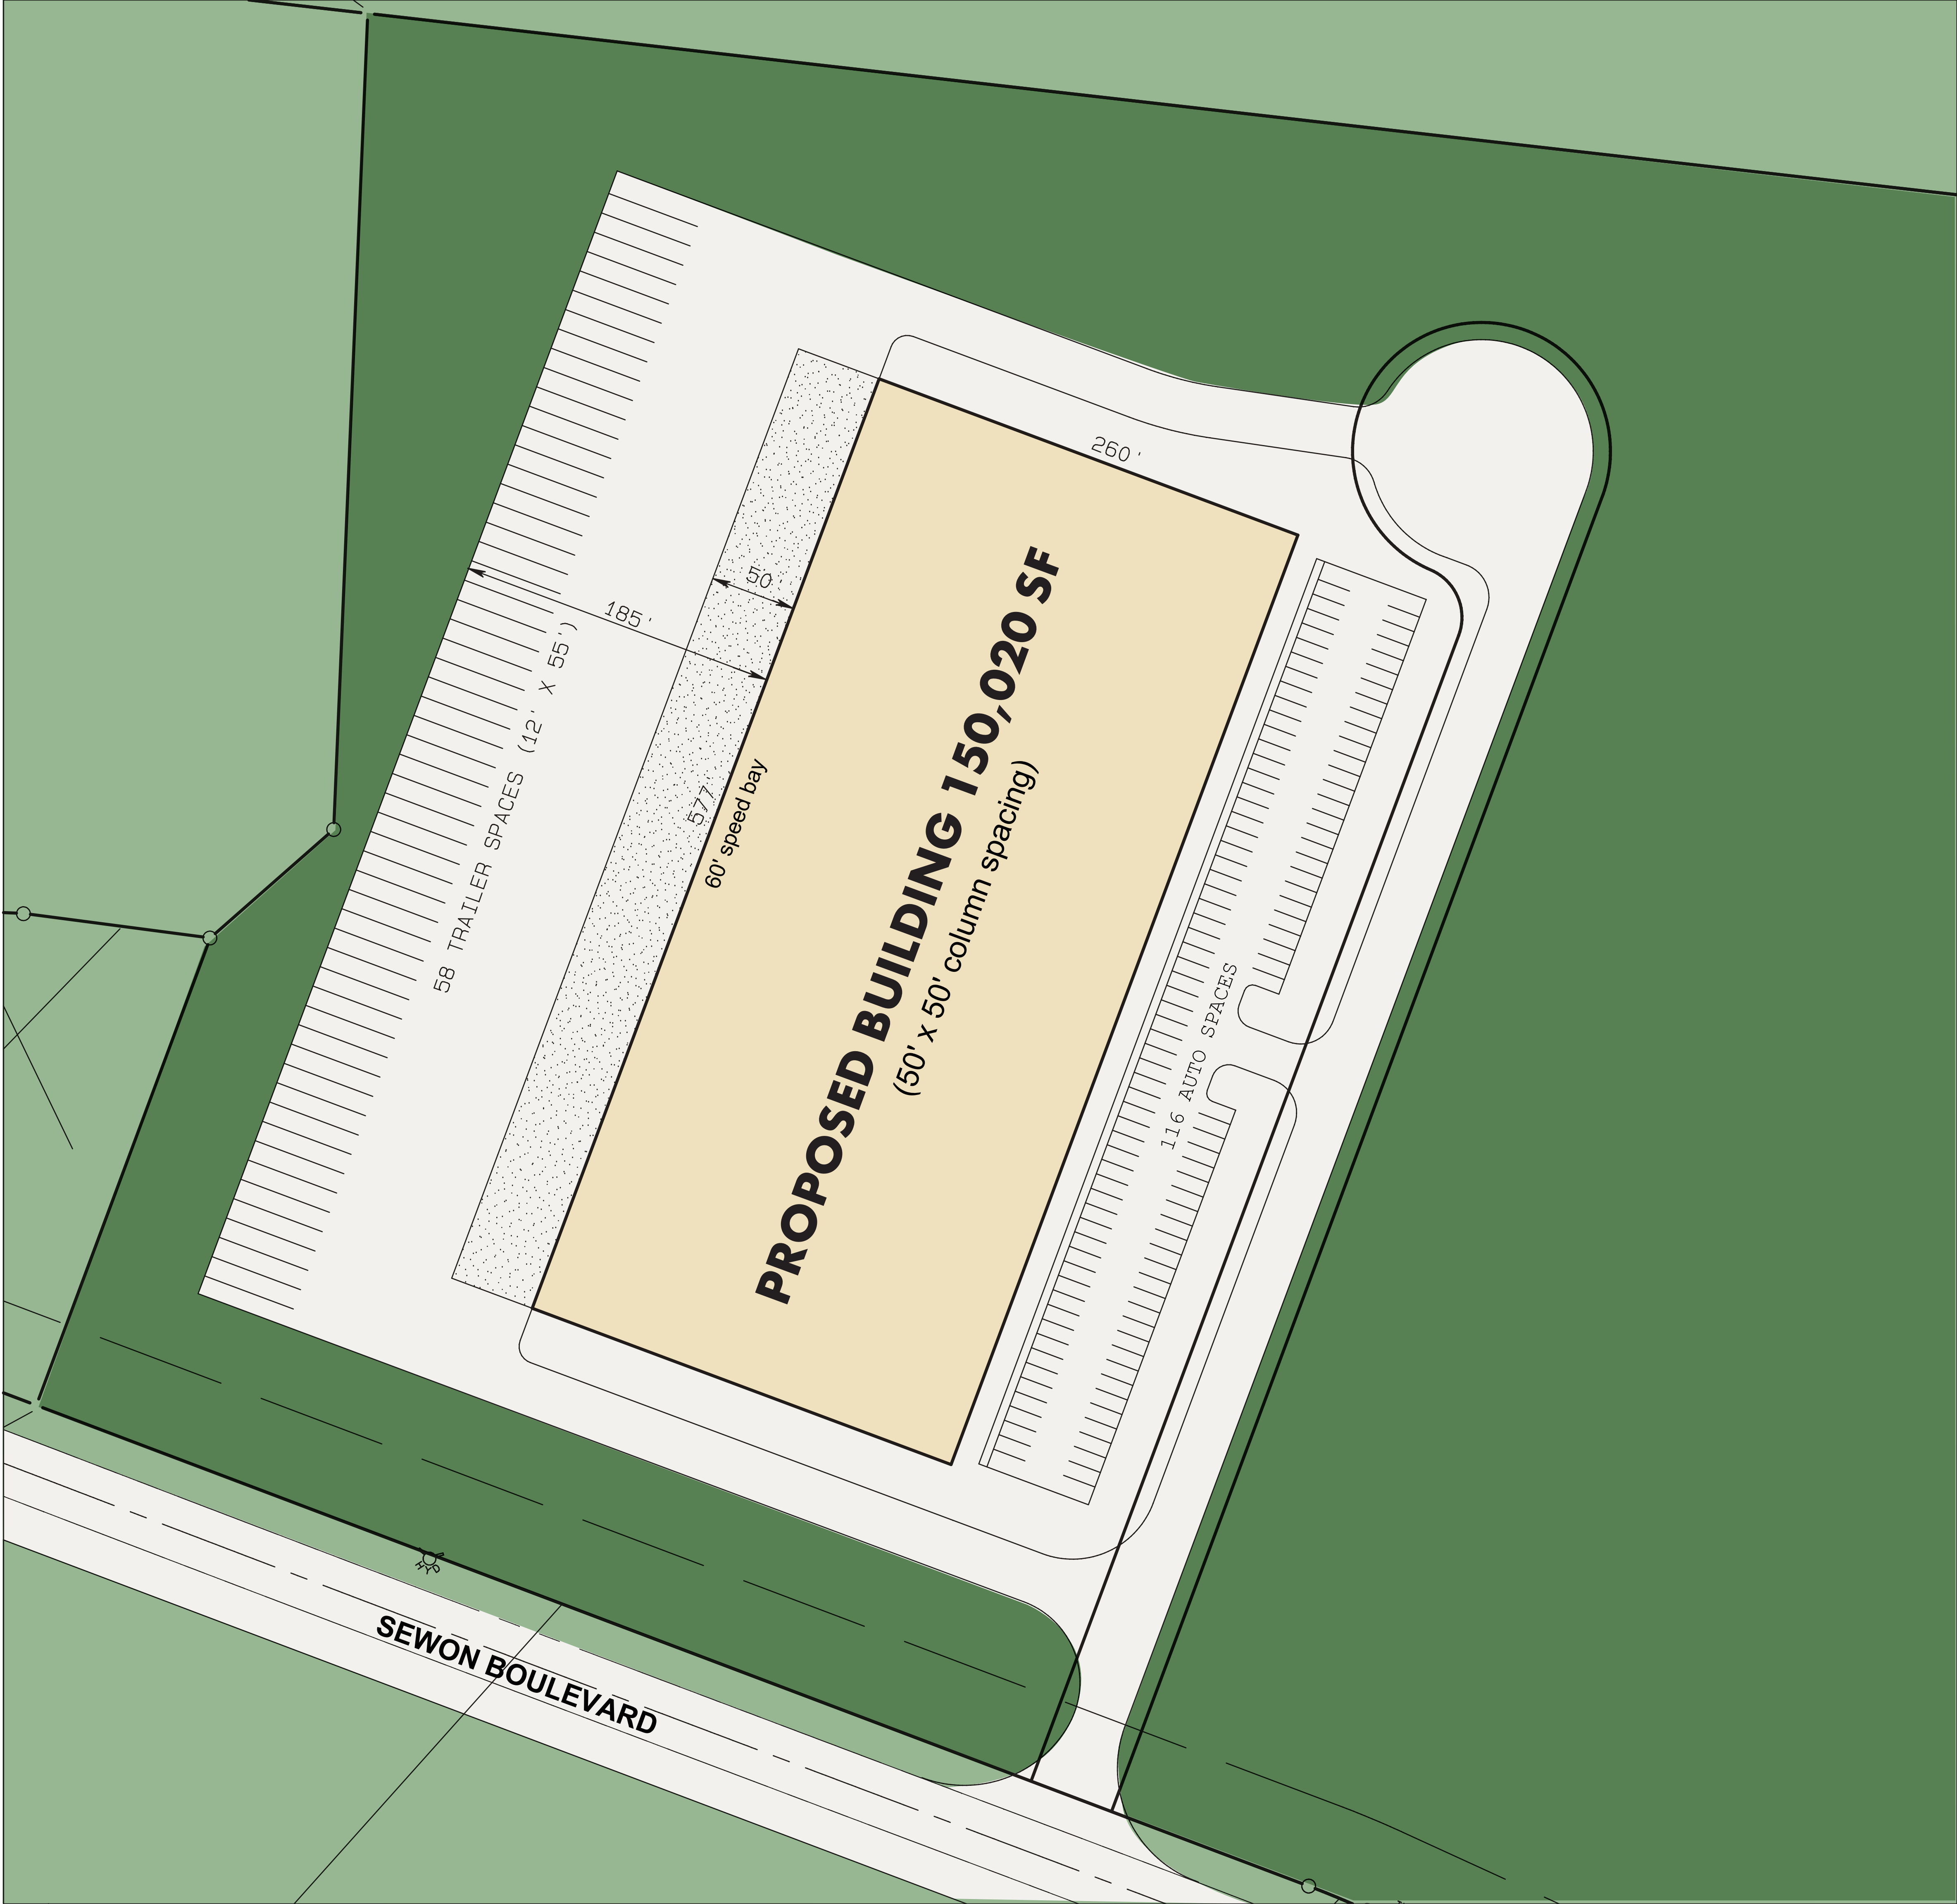 260 '
50 '
185 '
58 TRAILER SPACES (12' X 55')
577 '
60' speed bay
PROPOSED BUILDING 150,020 SF
(50' x 50' column spacing)
116 AUTO SPACES
HYD
SEWON BOULEVARD